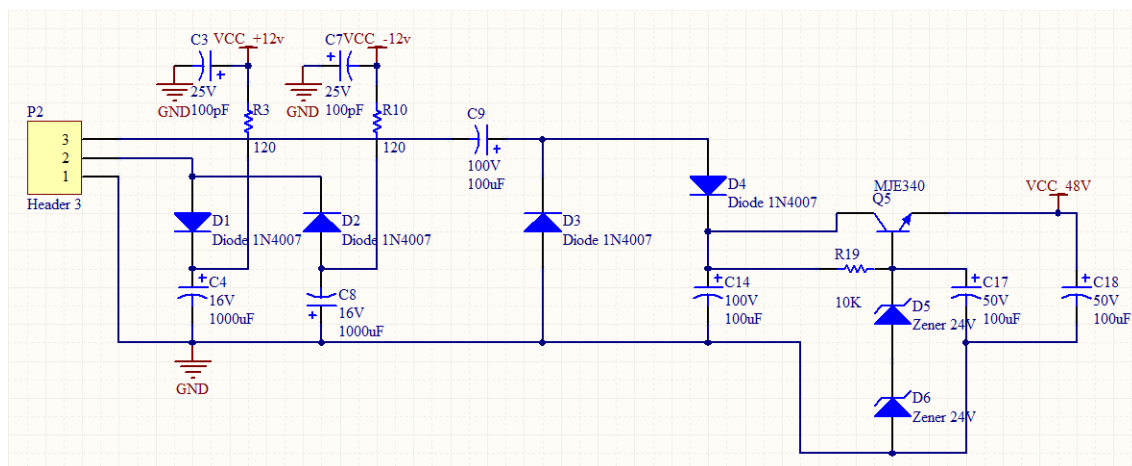 C3
VCC_+12v
C7
VCC_-12v
25V
100pF
GND
R3
120
25V
100pF
GND
R10
120
P2
3
2
1
Header 3
C9
100V
100uF
D1
Diode 1N4007
D2
Diode 1N4007
D3
Diode 1N4007
D4
Diode 1N4007
MJE340
Q5
VCC_48V
R19
10K
C4
16V
1000uF
C8
16V
1000uF
C14
100V
100uF
D5
Zener 24V
C17
50V
100uF
C18
50V
100uF
GND
D6
Zener 24V